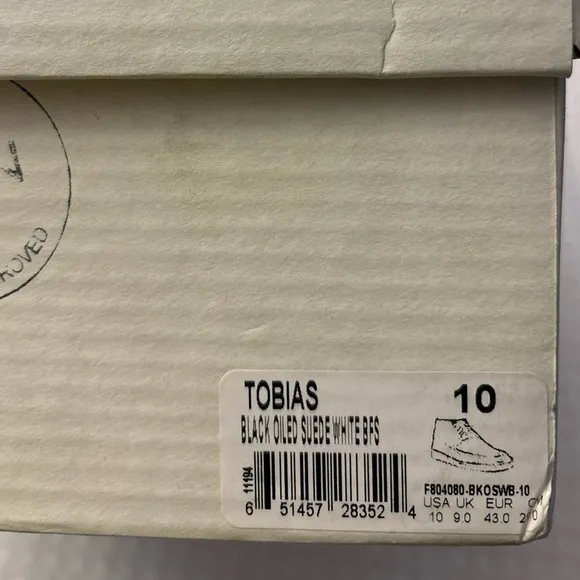 ROVED
TOBIAS 10
BLACK OILED SUEDE WHITE BFS
11194
6 51457 28352 4
F804080-BKOSWB-10
USA UK EUR
10 9.0 43.0